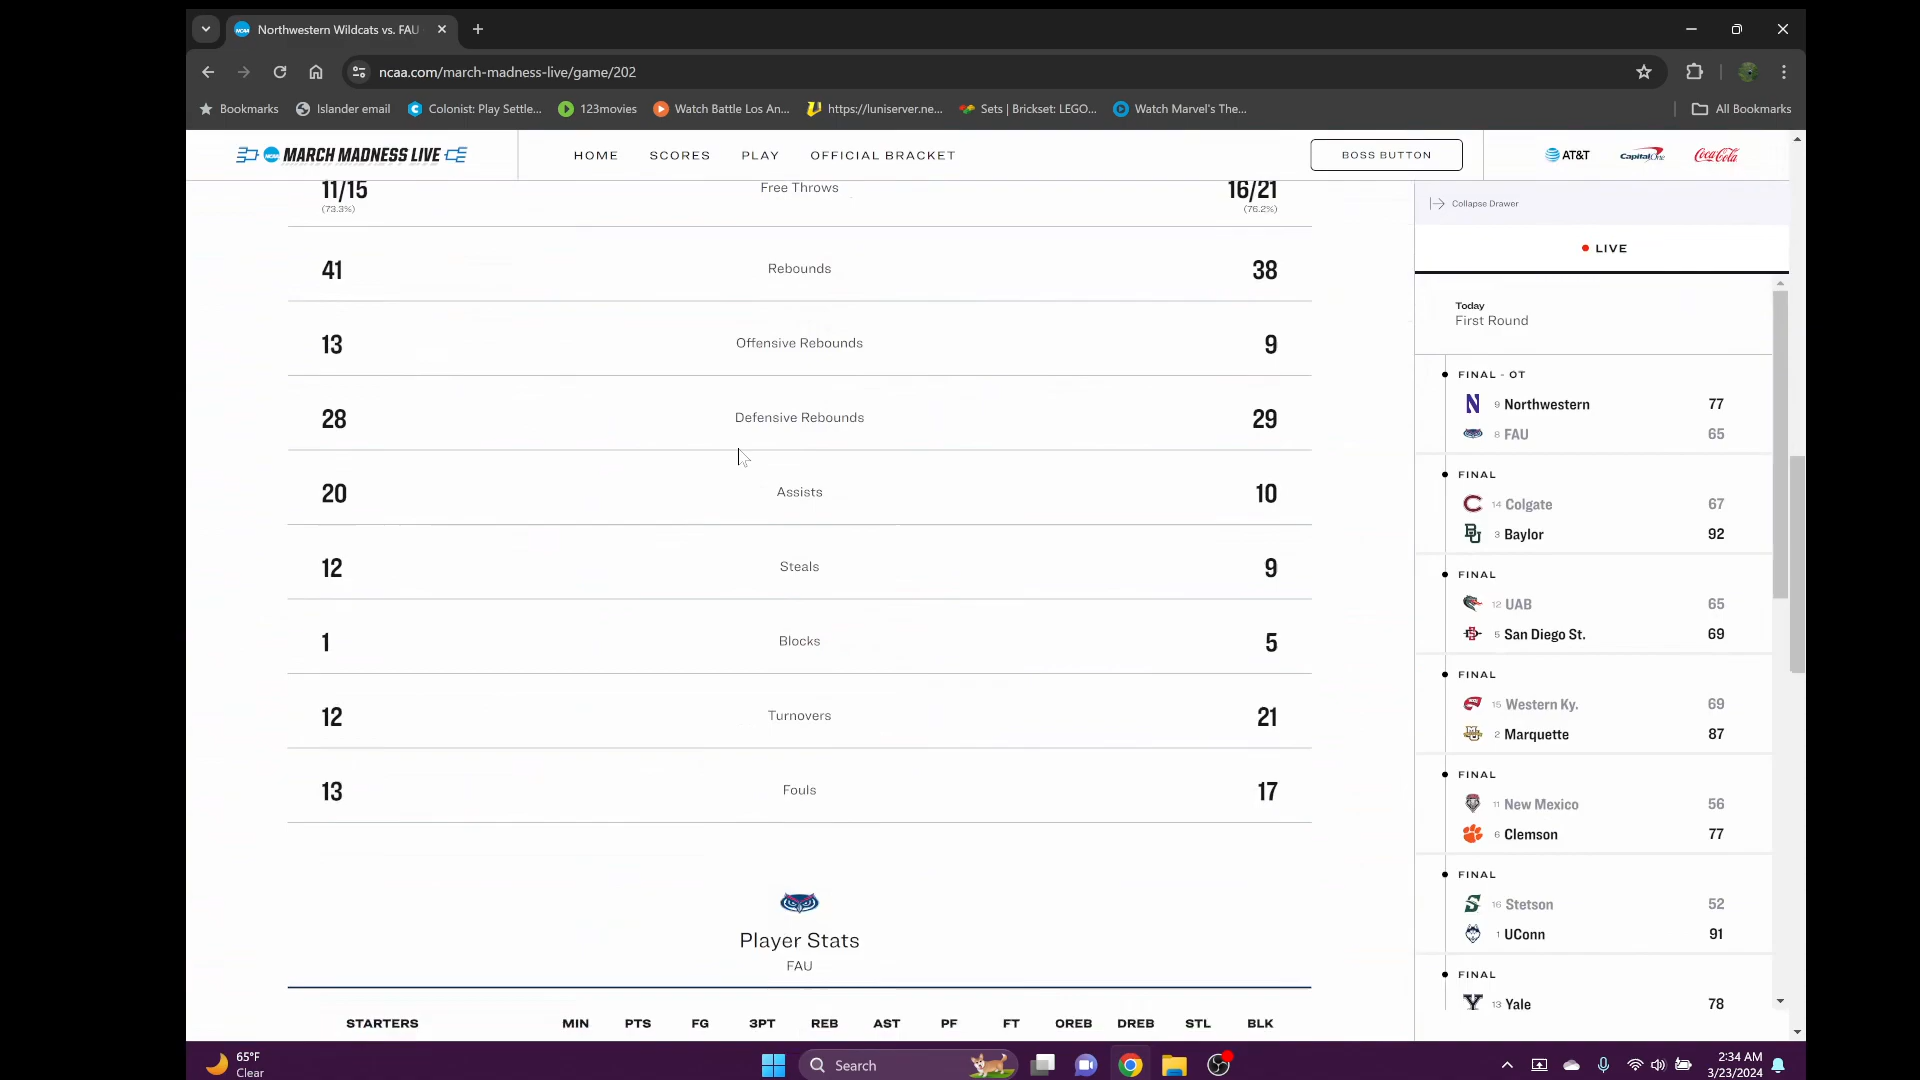 Northwestern Wildcats vs. FAU
ncaa.com/march-madness-live/game/202
Bookmarks
Islander email
Colonist: Play Settle...
123movies
Watch Battle Los An...
https://luniserver.ne...
Sets | Brickset: LEGO...
Watch Marvel's The...
All Bookmarks
MARCH MADNESS LIVE
HOME
SCORES
PLAY
OFFICIAL BRACKET
BOSS BUTTON
AT&T
Capital One
Coca-Cola
11/15 Free Throws 16/21
(73.3%) (76.2%)
41 Rebounds 38
13 Offensive Rebounds 9
28 Defensive Rebounds 29
20 Assists 10
12 Steals 9
1 Blocks 5
12 Turnovers 21
13 Fouls 17
Player Stats
FAU
STARTERS MIN PTS FG 3PT REB AST PF FT OREB DREB STL BLK
Collapse Drawer
LIVE
Today
First Round
FINAL - OT
9 Northwestern 77
8 FAU 65
FINAL
14 Colgate 67
3 Baylor 92
FINAL
12 UAB 65
5 San Diego St. 69
FINAL
15 Western Ky. 69
2 Marquette 87
FINAL
11 New Mexico 56
6 Clemson 77
FINAL
16 Stetson 52
1 UConn 91
FINAL
13 Yale 78
65°F
Clear
Search
2:34 AM
3/23/2024